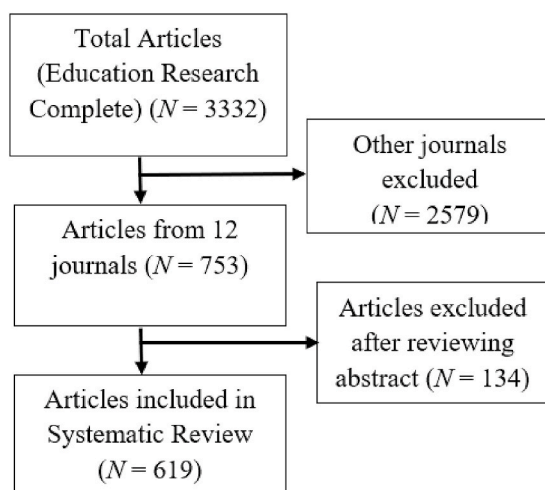 Total Articles
(Education Research
Complete) (N = 3332)
Other journals
excluded
(N = 2579)
Articles from 12
journals (N = 753)
Articles excluded
after reviewing
abstract (N = 134)
Articles included in
Systematic Review
(N = 619)